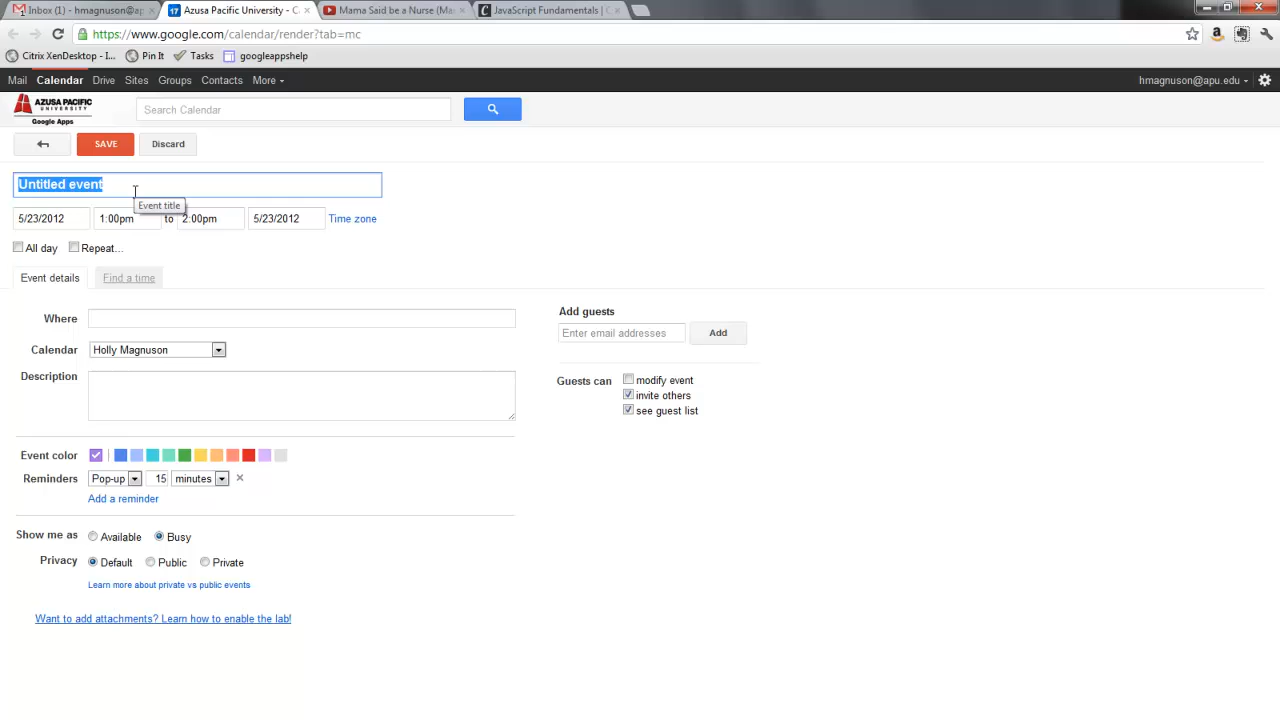 Inbox (1) - hmagnuson@ap
Azusa Pacific University - C
Mama Said be a Nurse (Ma
JavaScript Fundamentals | C
https://www.google.com/calendar/render?tab=mc
Citrix XenDesktop - I... Pin It Tasks googleappshelp
Mail Calendar Drive Sites Groups Contacts More hmagnuson@apu.edu
AZUSA PACIFIC
UNIVERSITY
Google Apps
Search Calendar
SAVE Discard
Untitled event
Event title
5/23/2012 1:00pm to 2:00pm 5/23/2012 Time zone
All day Repeat...
Event details Find a time
Where
Calendar Holly Magnuson
Description
Event color
Reminders Pop-up 15 minutes
Add a reminder
Show me as Available Busy
Privacy Default Public Private
Learn more about private vs public events
Want to add attachments? Learn how to enable the lab!
Add guests
Enter email addresses Add
Guests can modify event
invite others
see guest list